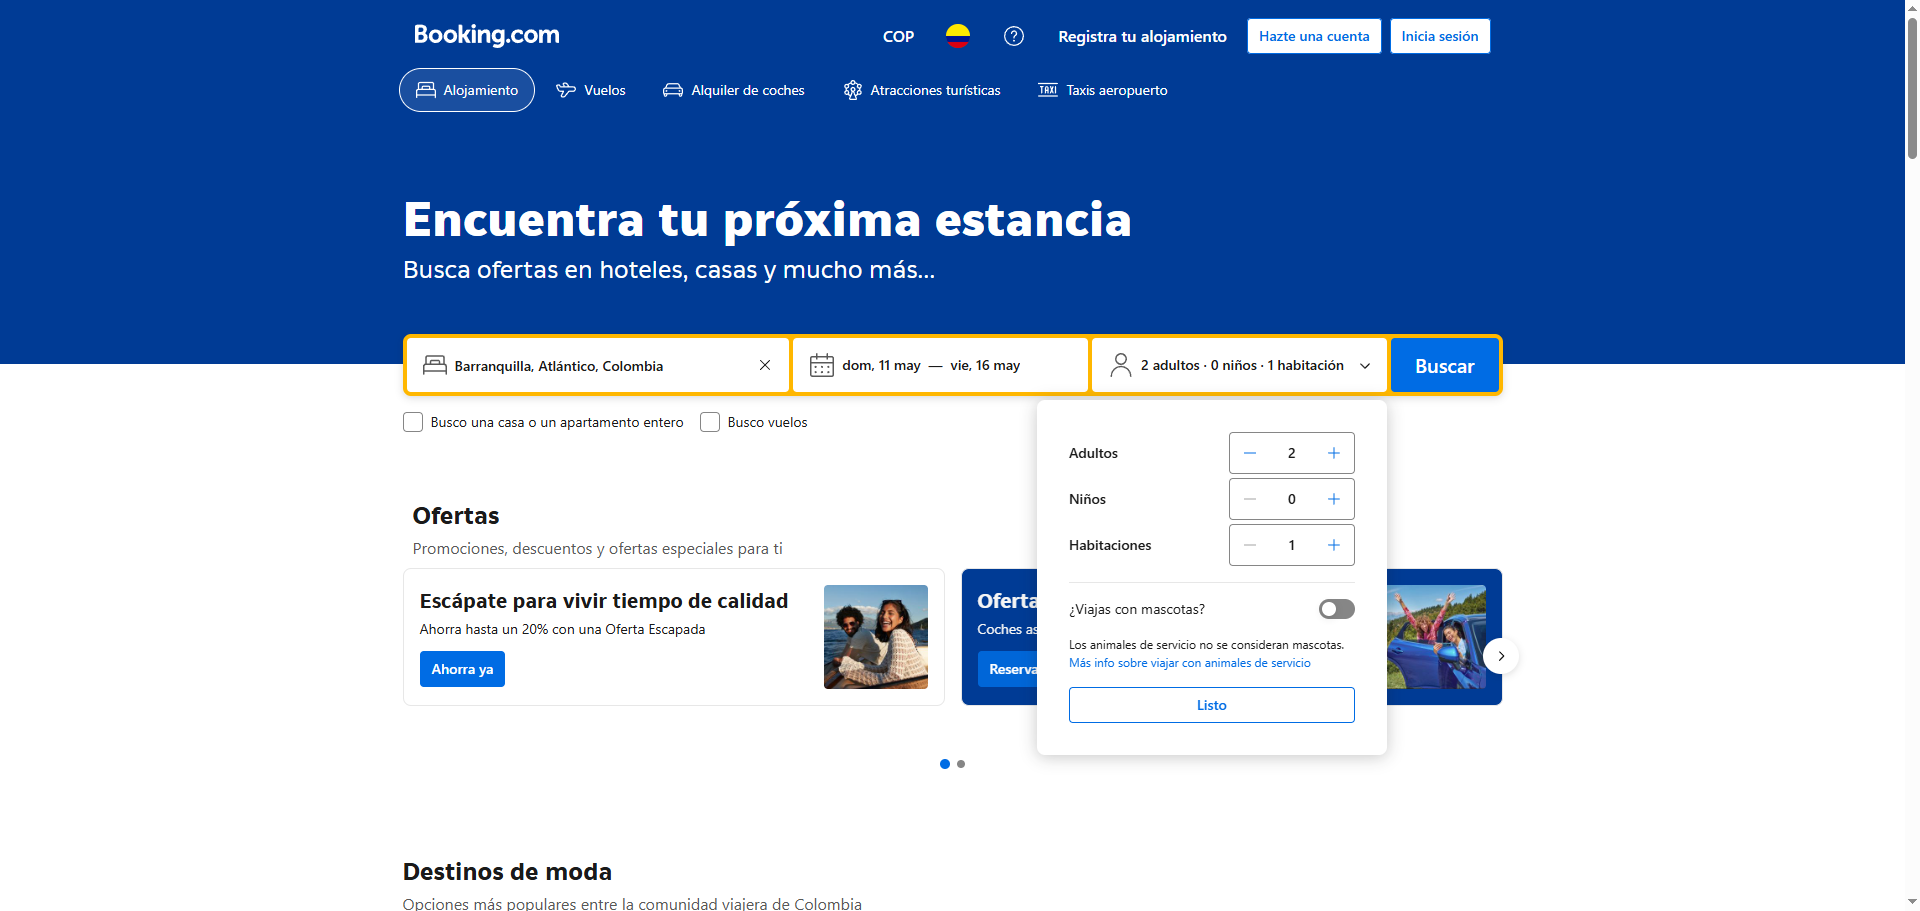 Booking.com
COP
Registra tu alojamiento
Hazte una cuenta
Inicia sesión
Alojamiento
Vuelos
Alquiler de coches
Atracciones turísticas
TAXI
Taxis aeropuerto
Encuentra tu próxima estancia
Busca ofertas en hoteles, casas y mucho más...
Barranquilla, Atlántico, Colombia
dom, 11 may — vie, 16 may
2 adultos · 0 niños · 1 habitación
Buscar
Busco una casa o un apartamento entero
Busco vuelos
Adultos
2
Niños
0
Habitaciones
1
¿Viajas con mascotas?
Los animales de servicio no se consideran mascotas.
Más info sobre viajar con animales de servicio
Listo
Ofertas
Promociones, descuentos y ofertas especiales para ti
Escápate para vivir tiempo de calidad
Ahorra hasta un 20% con una Oferta Escapada
Ahorra ya
Oferta
Coches as
Reserva
Destinos de moda
Opciones más populares entre la comunidad viajera de Colombia